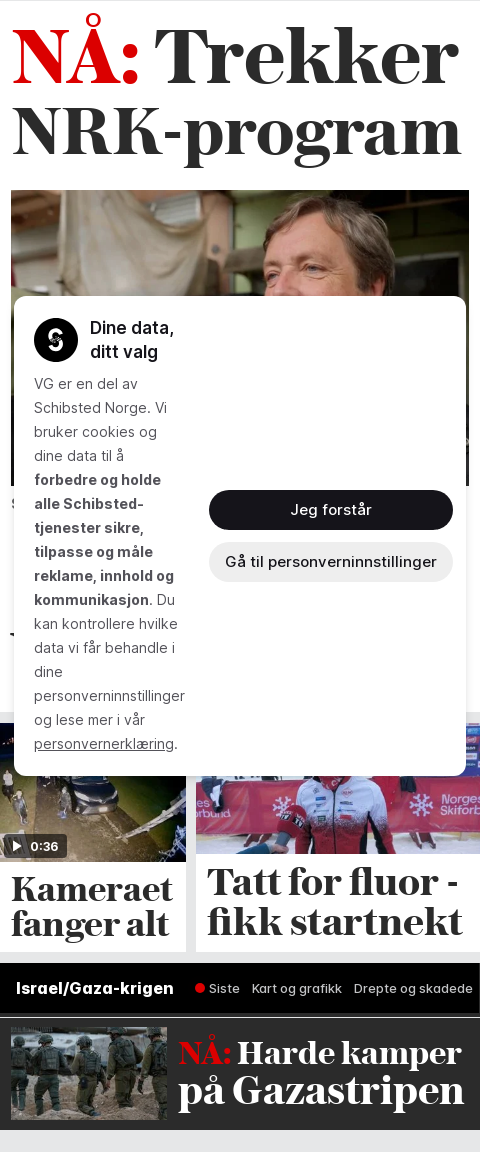 NÅ: Trekker
NRK-program
Dine data,
ditt valg
VG er en del av
Schibsted Norge. Vi
bruker cookies og
dine data til å
forbedre og holde
alle Schibsted-
tjenester sikre,
tilpasse og måle
reklame, innhold og
kommunikasjon. Du
kan kontrollere hvilke
data vi får behandle i
dine
personverninnstillinger
og lese mer i vår
personvernerklæring.
Jeg forstår
Gå til personverninnstillinger
0:36
Norges
Skiforbund
Kameraet
fanger alt
Tatt for fluor -
fikk startnekt
Israel/Gaza-krigen
Siste Kart og grafikk Drepte og skadede
NÅ: Harde kamper
på Gazastripen